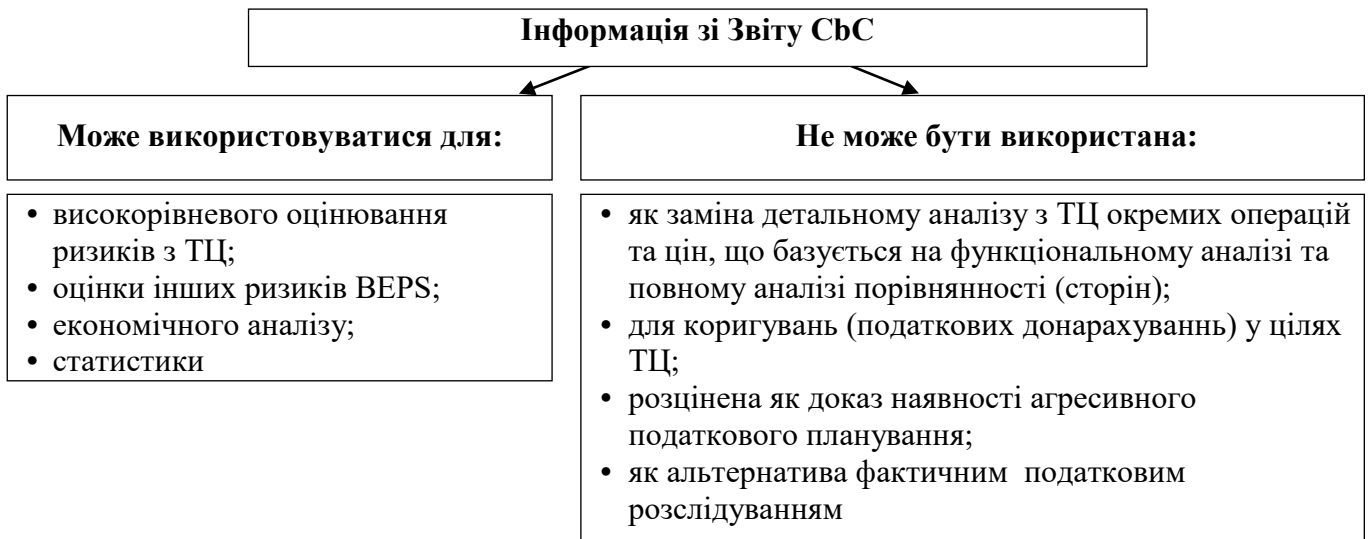 Інформація зі Звіту CbC
Може використовуватися для:
• високорівневого оцінювання
ризиків з ТЦ;
• оцінки інших ризиків BEPS;
• економічного аналізу;
• статистики
Не може бути використана:
• як заміна детальному аналізу з ТЦ окремих операцій
та цін, що базується на функціональному аналізі та
повному аналізі порівнянності (сторін);
• для коригувань (податкових донарахуваннь) у цілях
ТЦ;
• розцінена як доказ наявності агресивного
податкового планування;
• як альтернатива фактичним податковим
розслідуванням